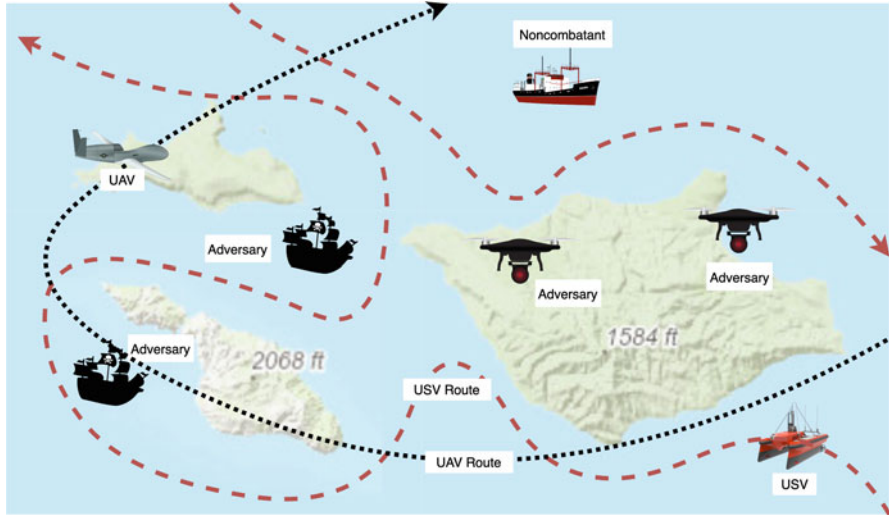 Noncombatant
UAV
Adversary
Adversary
Adversary
Adversary
2068 ft
1584 ft
USV Route
UAV Route
USV